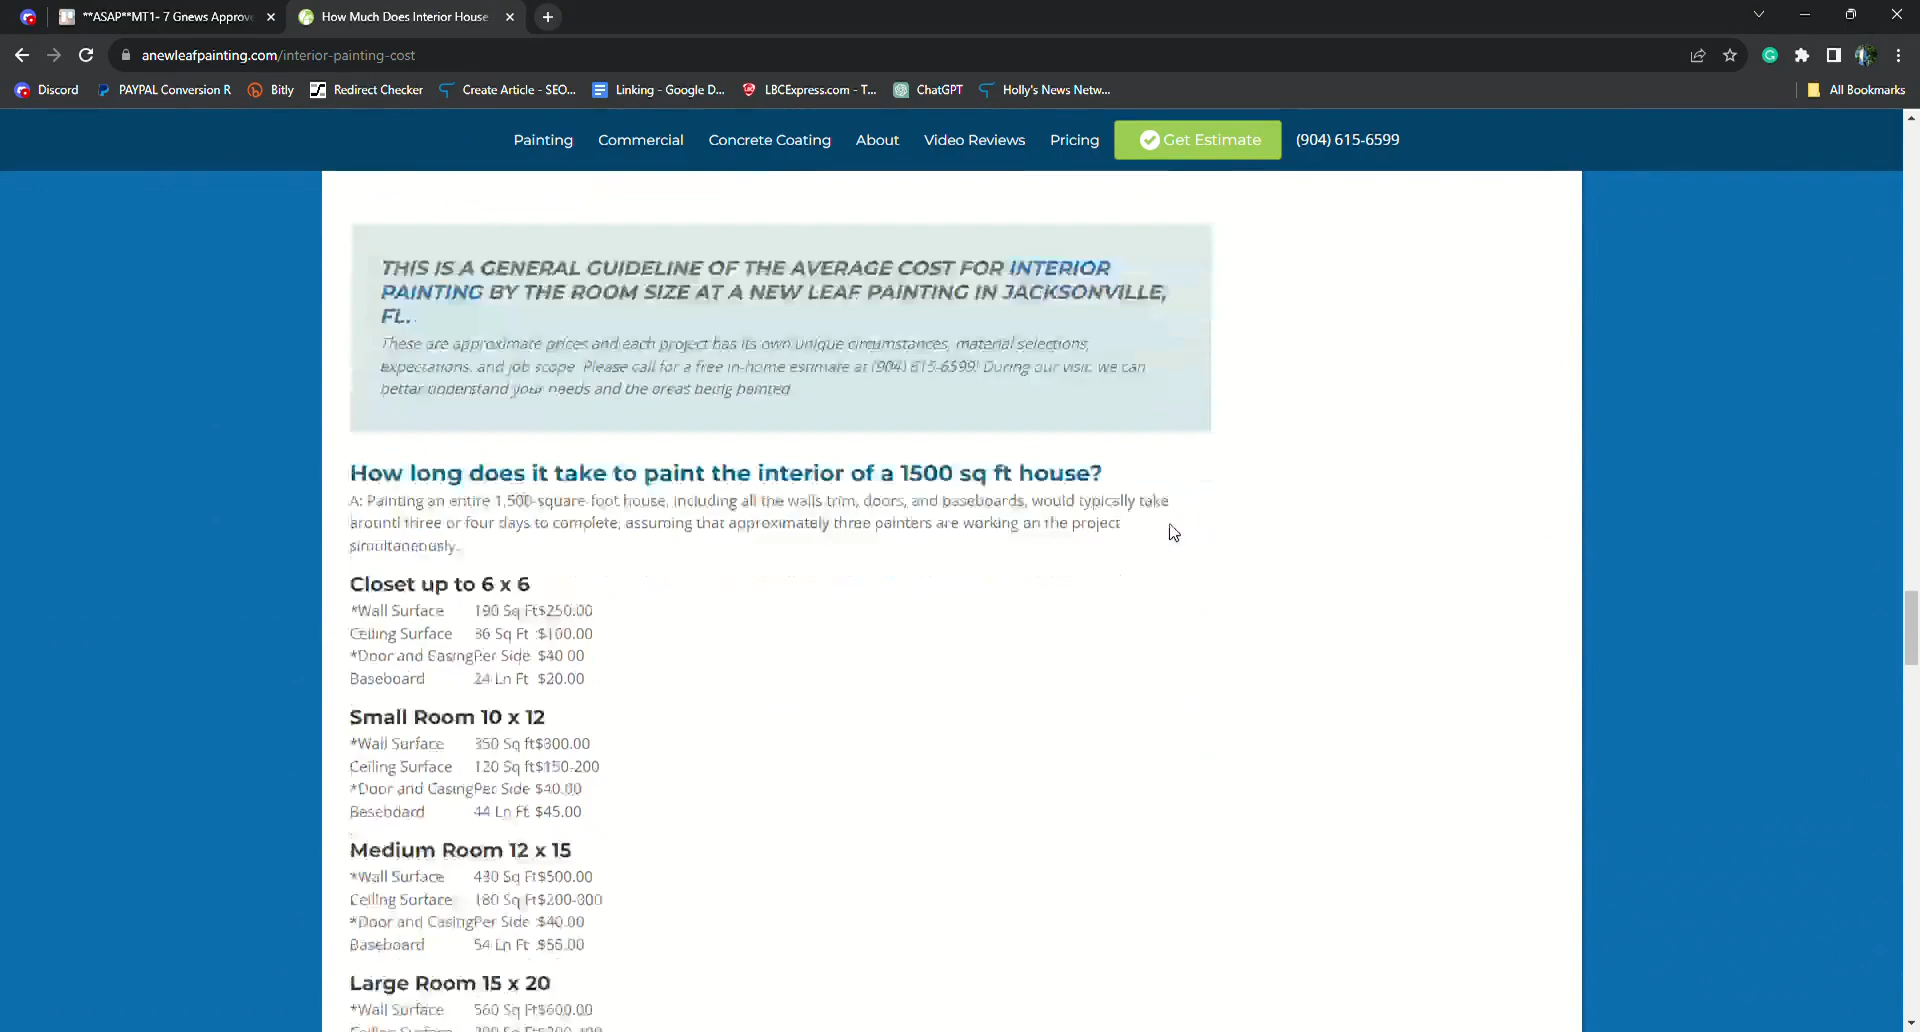 **ASAP**MT1- 7 Gnews Approv
How Much Does Interior House
anewleafpainting.com/interior-painting-cost
Discord PAYPAL Conversion R Bitly Redirect Checker Create Article - SEO... Linking - Google D... LBCExpress.com - T... ChatGPT Holly's News Netw... All Bookmarks
Painting Commercial Concrete Coating About Video Reviews Pricing Get Estimate (904) 615-6599
THIS IS A GENERAL GUIDELINE OF THE AVERAGE COST FOR INTERIOR
PAINTING BY THE ROOM SIZE AT A NEW LEAF PAINTING IN JACKSONVILLE,
FL.
These are approximate prices and each project has its own unique circumstances, material selections,
expectations, and job scope. Please call for a free in-home estimate at (904) 615-6599! During our visit, we can
better understand your needs and the areas being painted
How long does it take to paint the interior of a 1500 sq ft house?
A: Painting an entire 1,500-square-foot house, including all the walls trim, doors, and baseboards, would typically take
around three or four days to complete, assuming that approximately three painters are working on the project
simultaneously.
Closet up to 6 x 6
*Wall Surface 190 Sq Ft $250.00
Ceiling Surface 36 Sq Ft $100.00
*Door and Casing Per Side $40.00
Baseboard 24 Ln Ft $20.00
Small Room 10 x 12
*Wall Surface 350 Sq ft $300.00
Ceiling Surface 120 Sq ft $150-200
*Door and Casing Per Side $40.00
Baseboard 44 Ln Ft $45.00
Medium Room 12 x 15
*Wall Surface 430 Sq Ft $500.00
Ceiling Surface 180 Sq Ft $200-300
*Door and Casing Per Side $40.00
Baseboard 54 Ln Ft $55.00
Large Room 15 x 20
*Wall Surface 560 Sq Ft $600.00